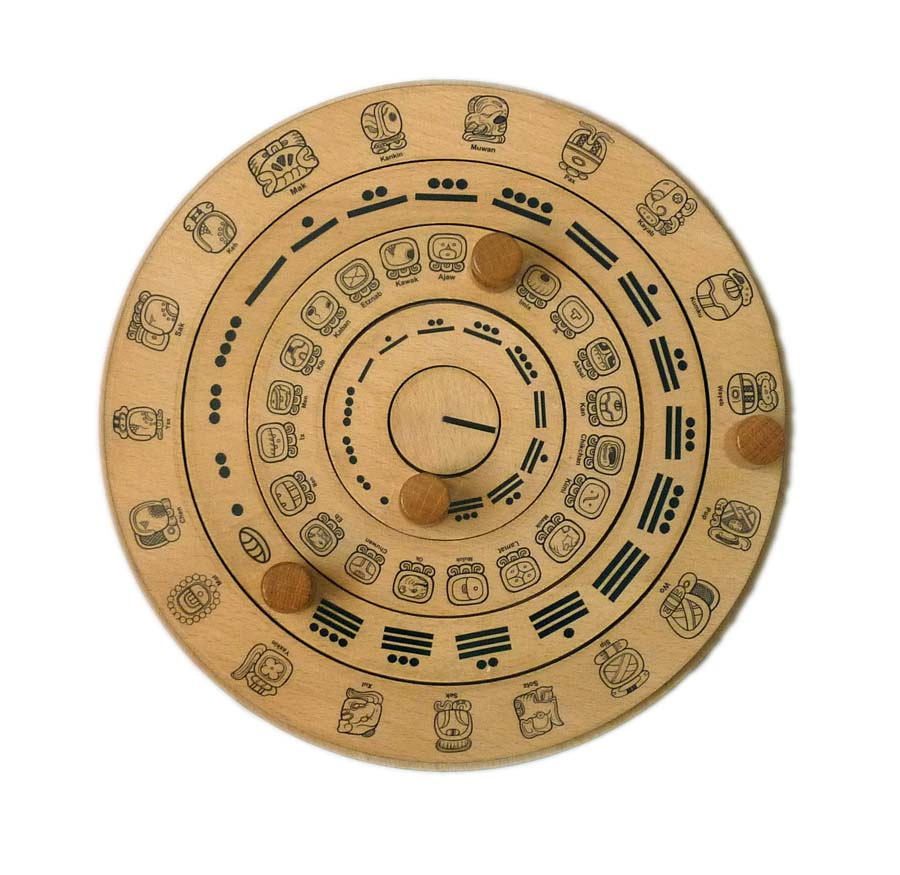 Pop
Wo
Sip
Sotz
Sek
Xul
Yaxkin
Mol
Chen
Yax
Sak
Keh
Mak
Kankin
Muwan
Pax
Kayab
Kumku
Wayeb
Imix
Ik
Akbal
Kan
Chikchan
Kimi
Manik
Lamat
Muluk
Ok
Chuwen
Eb
Ben
Ix
Men
Kib
Kaban
Etznab
Kawak
Ajaw